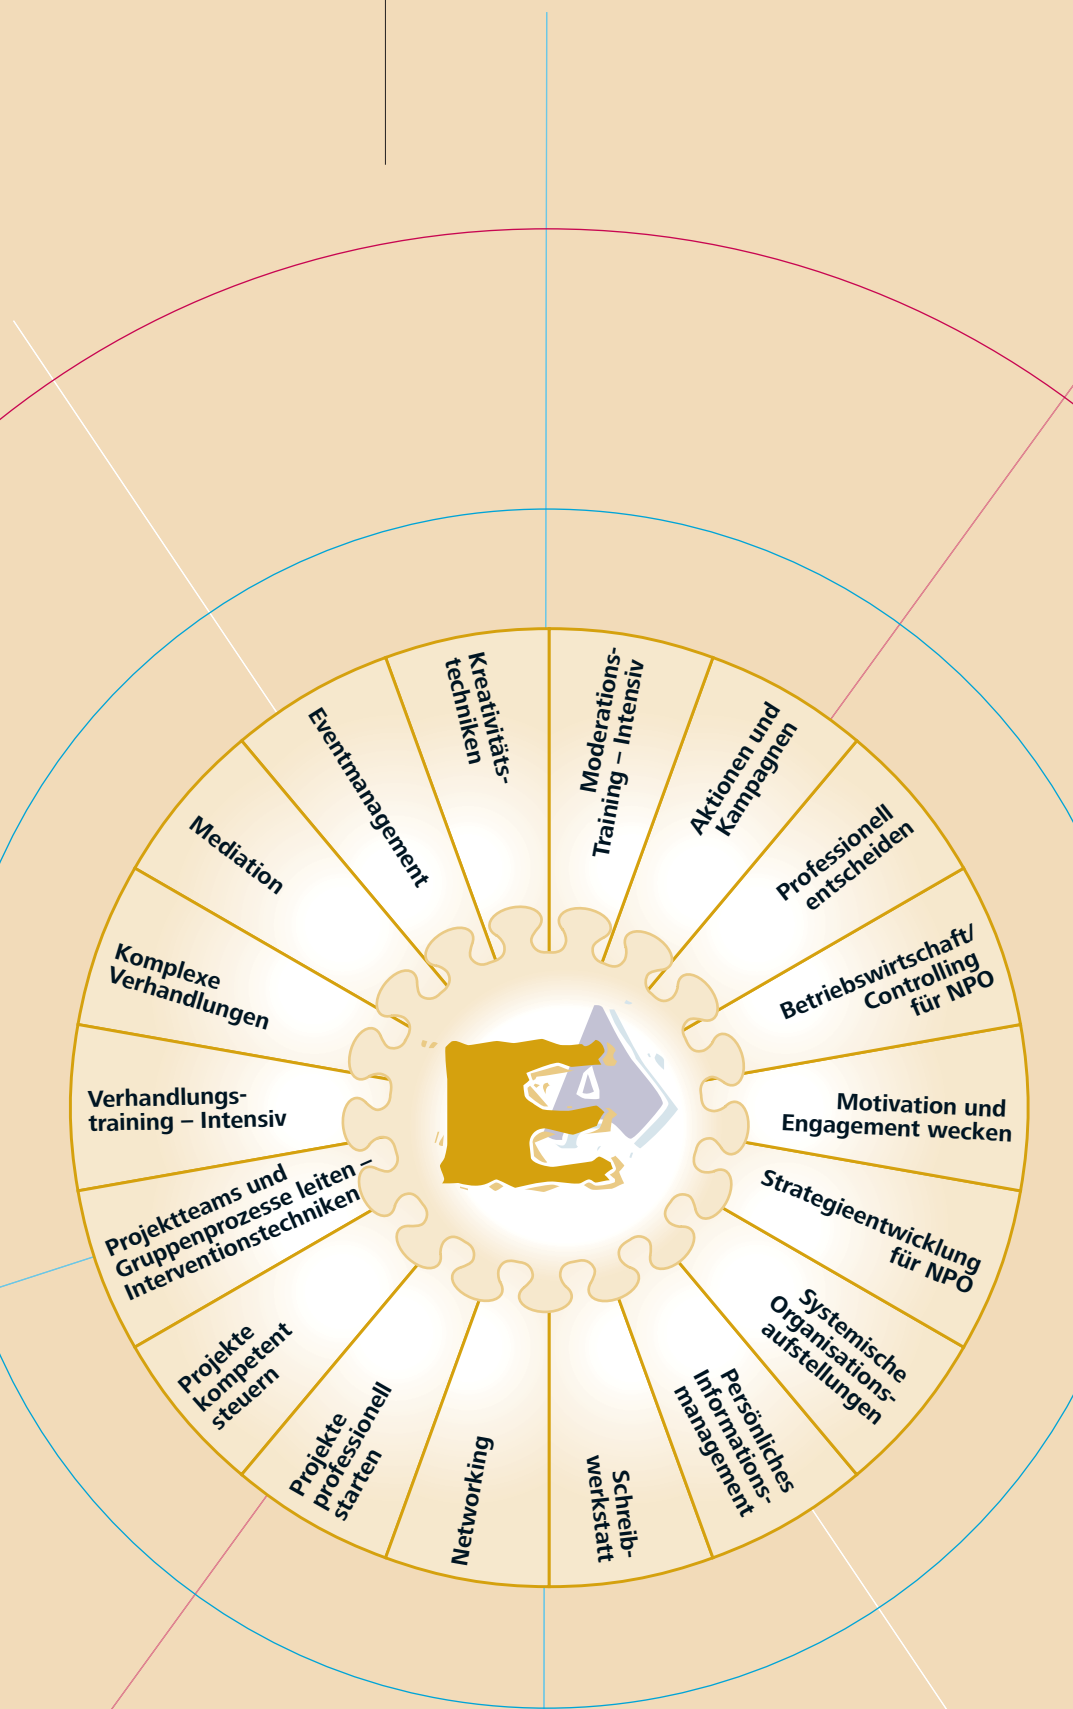 Moderations-
Training – Intensiv
Aktionen und
Kampagnen
Professionell
entscheiden
Betriebswirtschaft/
Controlling
für NPO
Motivation und
Engagement wecken
Strategieentwicklung
für NPO
Systemische
Organisations-
aufstellungen
Persönliches
Informations-
management
Schreib-
werkstatt
Networking
Projekte
professionell
starten
Projekte
kompetent
steuern
Projektteams und
Gruppenprozesse leiten –
Interventionstechniken
Verhandlungs-
training – Intensiv
Komplexe
Verhandlungen
Mediation
Eventmanagement
Kreativitäts-
techniken